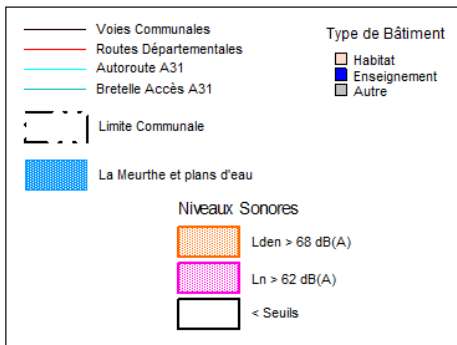 Voies Communales
Routes Départementales
Autoroute A31
Bretelle Accès A31
Limite Communale
La Meurthe et plans d'eau
Type de Bâtiment
Habitat
Enseignement
Autre
Niveaux Sonores
Lden > 68 dB(A)
Ln > 62 dB(A)
< Seuils